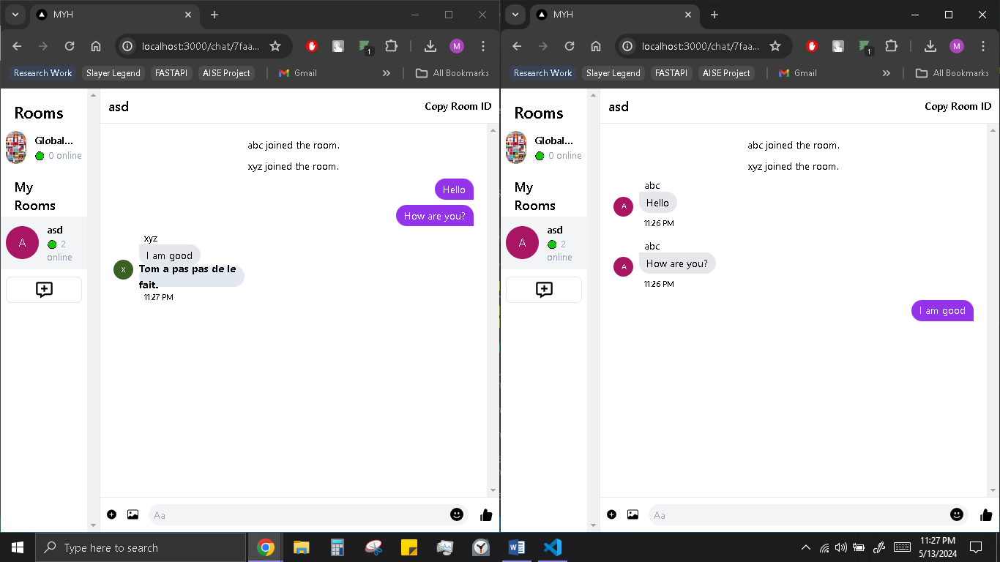 MYH
localhost:3000/chat/7faa...
1
M
Research Work
Slayer Legend
FASTAPI
AISE Project
Gmail
»
All Bookmarks
Rooms
Global...
0 online
My
Rooms
A
asd
2
online
asd
Copy Room ID
abc joined the room.
xyz joined the room.
Hello
How are you?
xyz
I am good
X
Tom a pas pas de le
fait.
11:27 PM
Aa
MYH
localhost:3000/chat/7faa...
1
M
Research Work
Slayer Legend
FASTAPI
AISE Project
Gmail
»
All Bookmarks
Rooms
Global...
0 online
My
Rooms
A
asd
2
online
asd
Copy Room ID
abc joined the room.
xyz joined the room.
abc
A
Hello
11:26 PM
abc
A
How are you?
11:26 PM
I am good
Aa
Type here to search
11:27 PM
5/13/2024